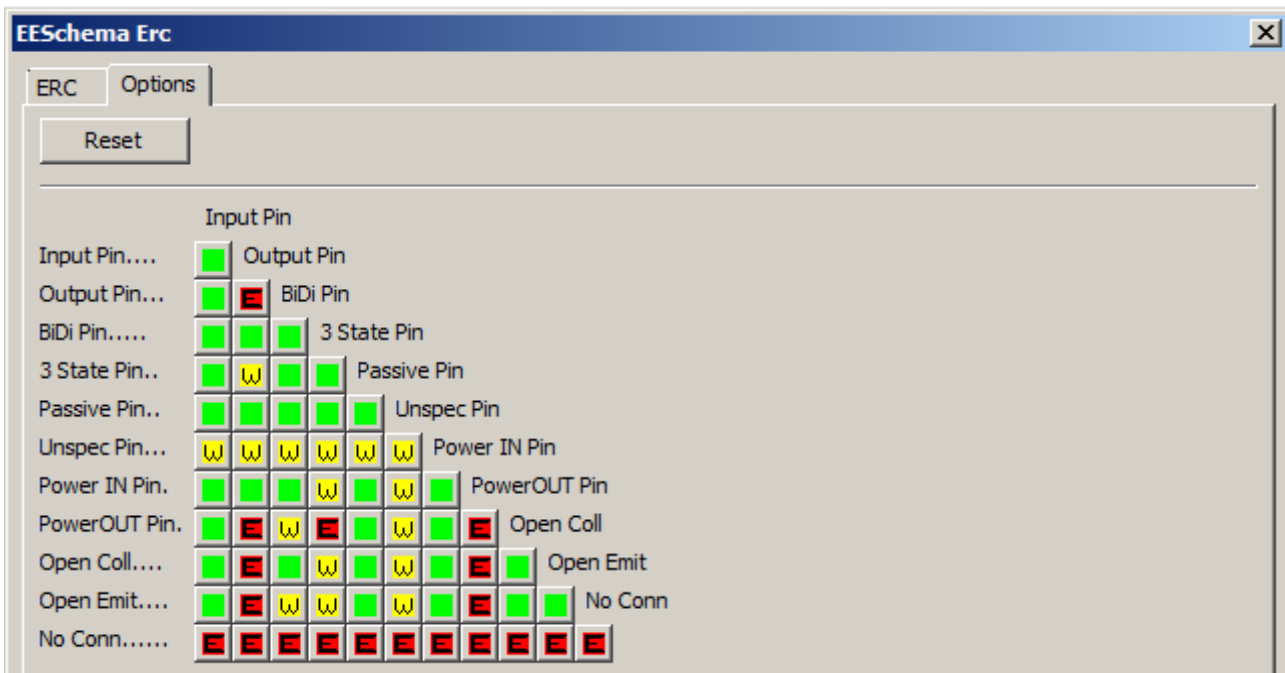 EESchema Erc
ERC Options
Reset
Input Pin
Input Pin.... Output Pin
Output Pin... E BiDi Pin
BiDi Pin..... 3 State Pin
3 State Pin.. W Passive Pin
Passive Pin.. Unspec Pin
Unspec Pin... W W W W W W Power IN Pin
Power IN Pin. W W PowerOUT Pin
PowerOUT Pin. E W E W E Open Coll
Open Coll.... E W W E Open Emit
Open Emit.... E W W W E No Conn
No Conn...... E E E E E E E E E E E